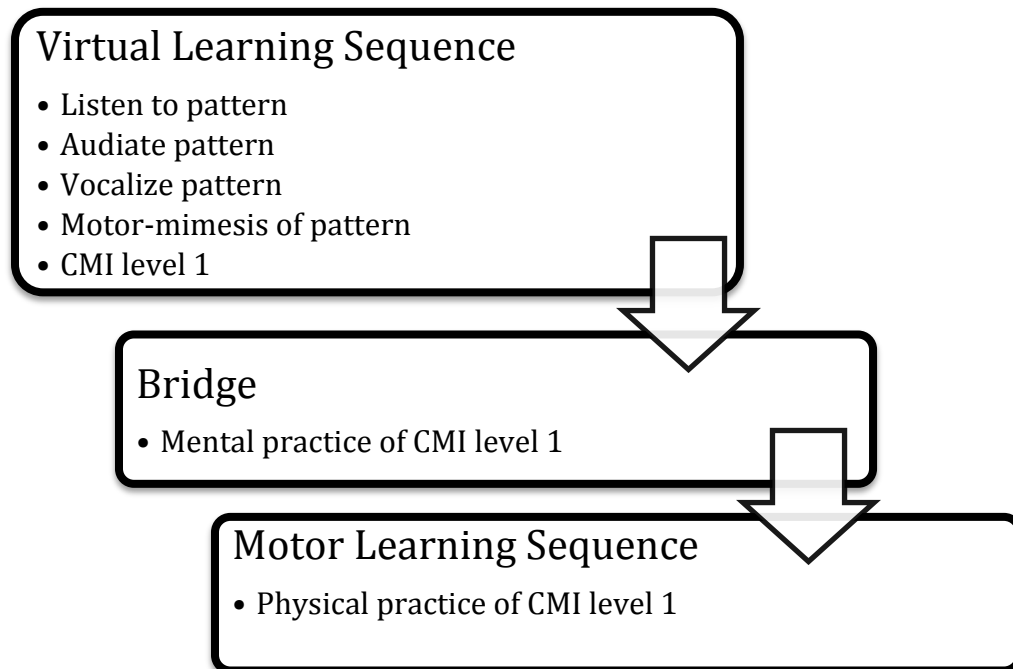 Virtual Learning Sequence
• Listen to pattern
• Audiate pattern
• Vocalize pattern
• Motor-mimesis of pattern
• CMI level 1
Bridge
• Mental practice of CMI level 1
Motor Learning Sequence
• Physical practice of CMI level 1